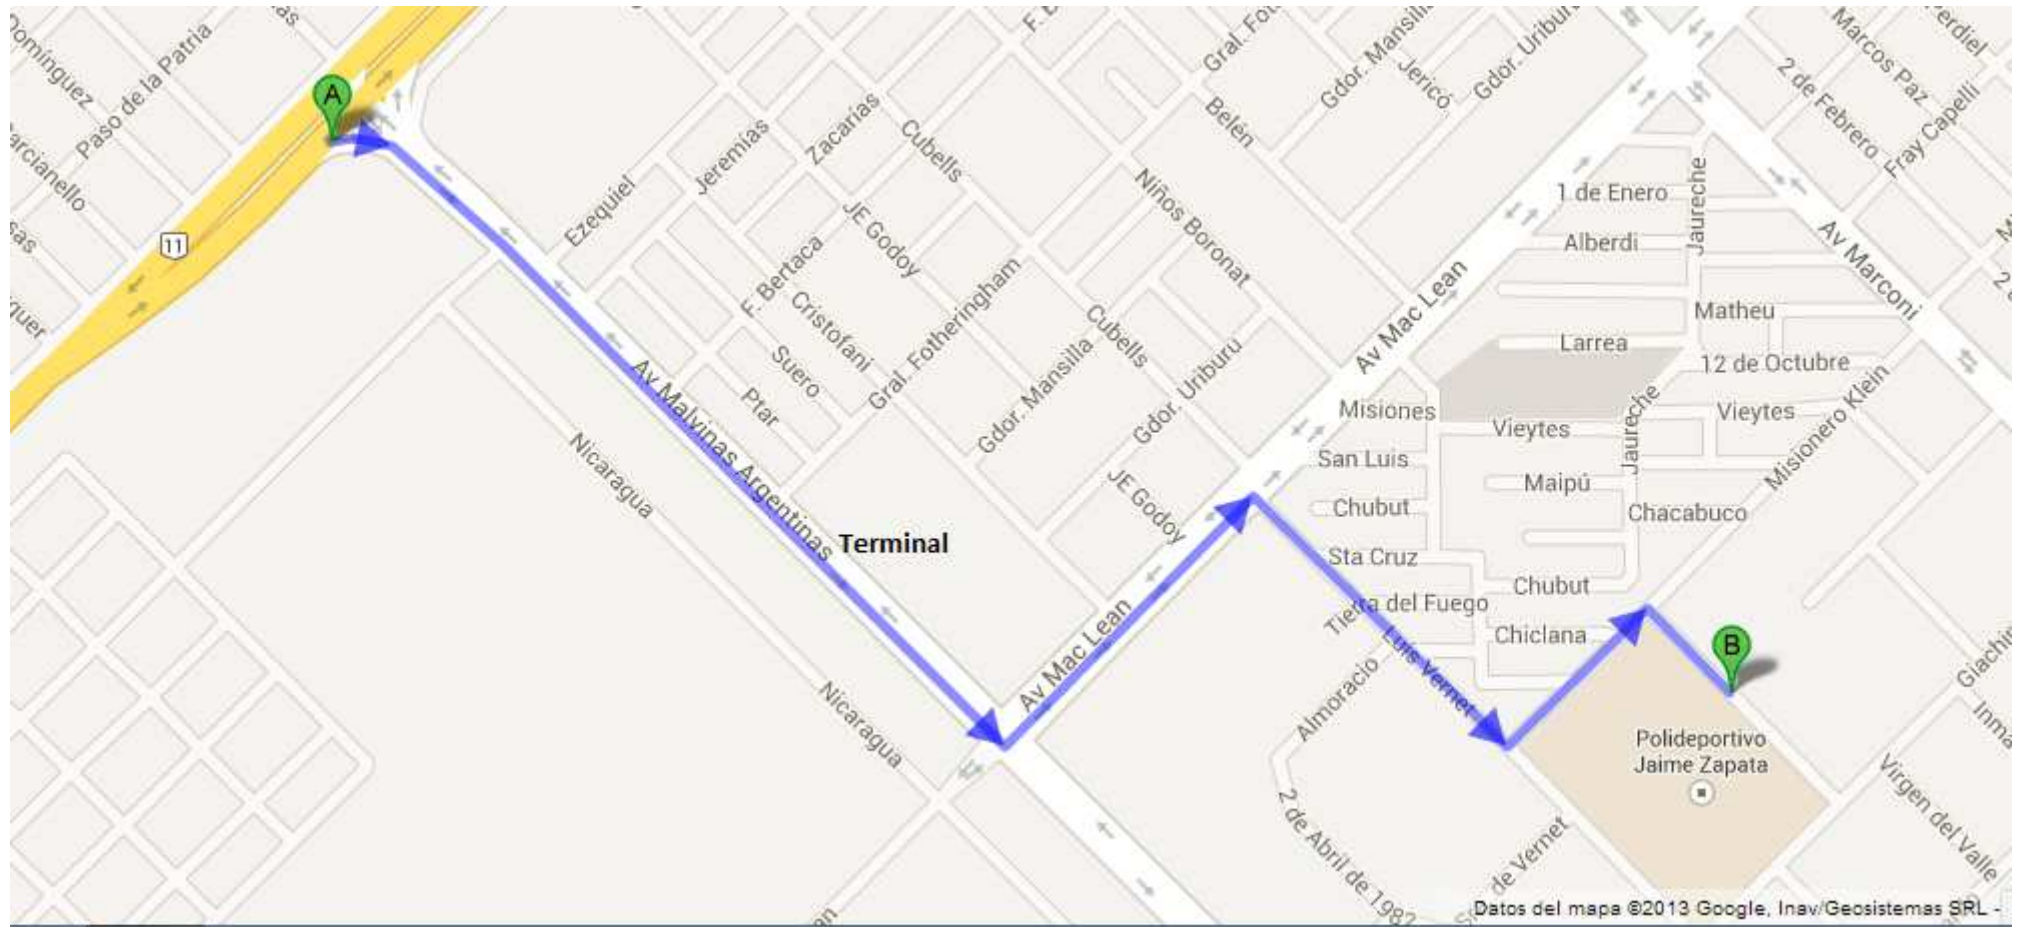 Domínguez
Paso de la Patria
A
11
Ezequiel
Jeremías
Zacarías
Cubells
JE Godoy
F. Bertaca
Cristofani
Suero
Ptar
Gral. Fotheringham
Gdor. Mansilla
Cubells
Gdor. Uriburu
Niños Boronat
Belén
Gdor. Mansilla
Jericó
Gdor. Uriburu
Marcos Paz
2 de Febrero
Fray Capelli
1 de Enero
Jaureche
Alberdi
Av Marconi
Av Mac Lean
Matheu
Larrea
12 de Octubre
Misiones
Vieytes
Jaureche
Vieytes
Misionero Klein
San Luis
Maipú
Chubut
Chacabuco
Sta Cruz
Chubut
Tierra del Fuego
Chiclana
JE Godoy
Av Malvinas Argentinas
Terminal
Nicaragua
Av Mac Lean
Nicaragua
Luis Vernet
Almoracio
B
Polideportivo
Jaime Zapata
2 de Abril de 1982
de Vernet
Virgen del Valle
Datos del mapa ©2013 Google, Inav/Geosistemas SRL -